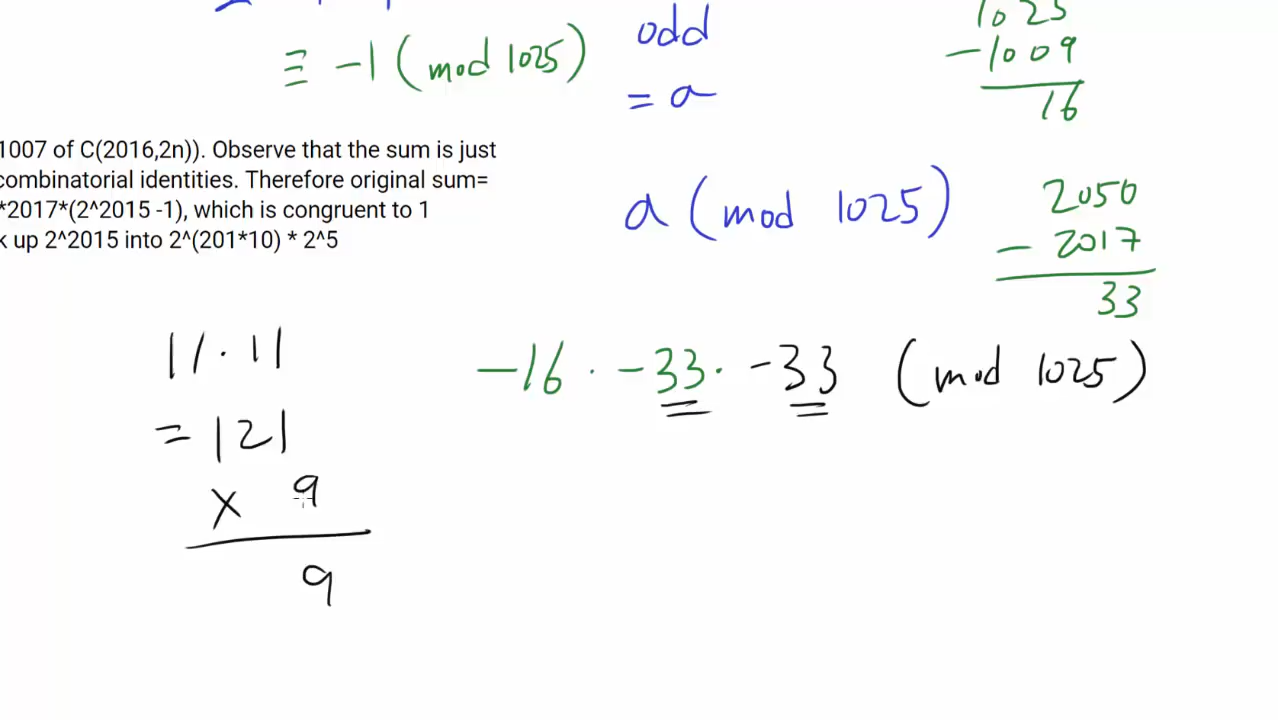 ≡ -1 (mod 1025)
odd
= a
1025
-1009
16
1007 of C(2016,2n)). Observe that the sum is just
combinatorial identities. Therefore original sum=
*2017*(2^2015 -1), which is congruent to 1
k up 2^2015 into 2^(201*10) * 2^5
a (mod 1025)
2050
- 2017
33
11 · 11
= 121
x 9
9
-16 · -33 · -33 (mod 1025)